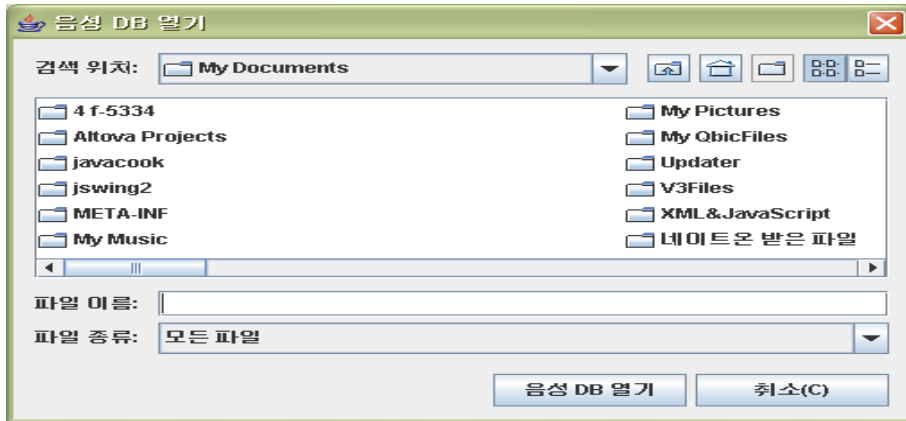 음성 DB 열기
검색 위치: My Documents
4 f-5334
Altova Projects
javacook
jswing2
META-INF
My Music
My Pictures
My QbicFiles
Updater
V3Files
XML&JavaScript
네이트온 받은 파일
파일 이름:
파일 종류: 모든 파일
음성 DB 열기 취소(C)